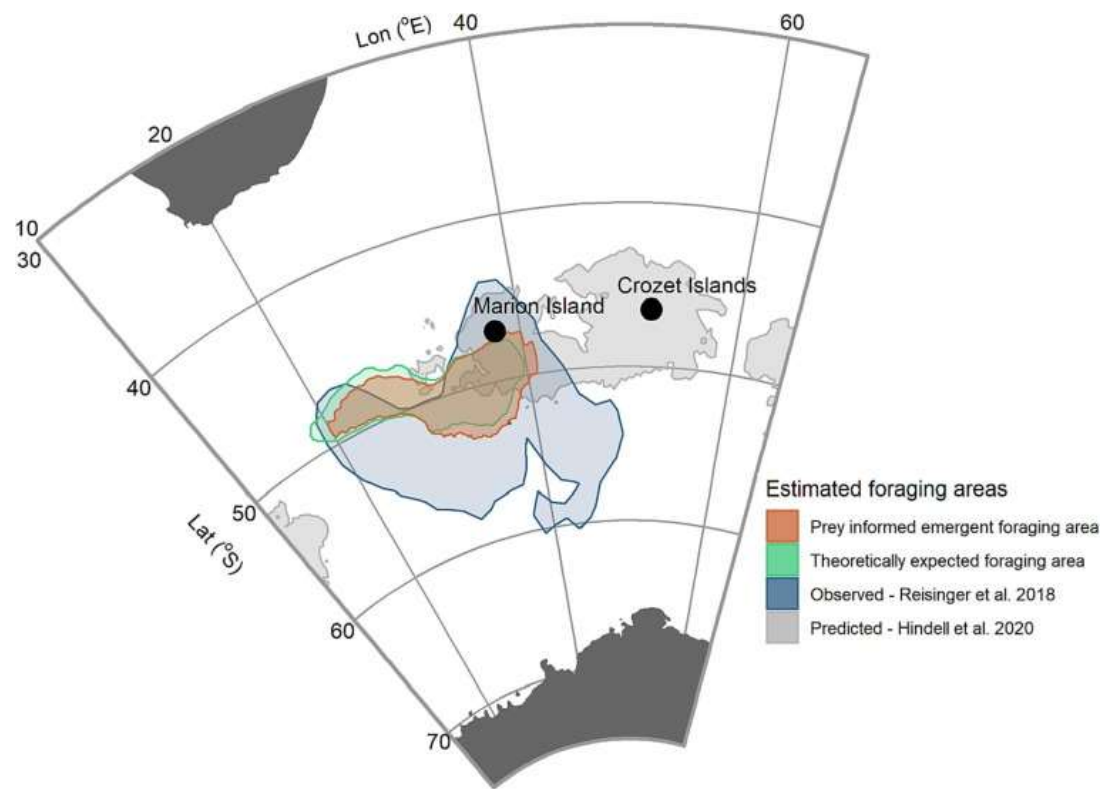 Lon (°E)
40
60
20
10
30
Crozet Islands
Marion Island
40
50
Lat (°S)
60
70
Estimated foraging areas
Prey informed emergent foraging area
Theoretically expected foraging area
Observed - Reisinger et al. 2018
Predicted - Hindell et al. 2020